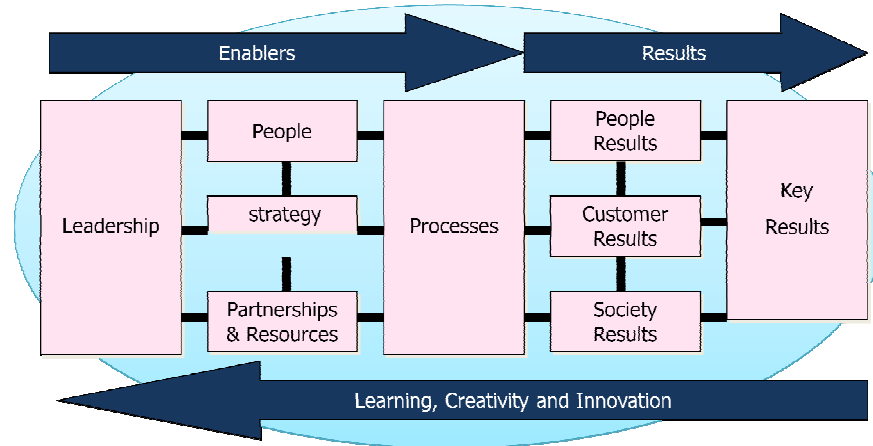 Enablers
Results
Leadership
People
strategy
Partnerships
& Resources
Processes
People
Results
Customer
Results
Society
Results
Key
Results
Learning, Creativity and Innovation